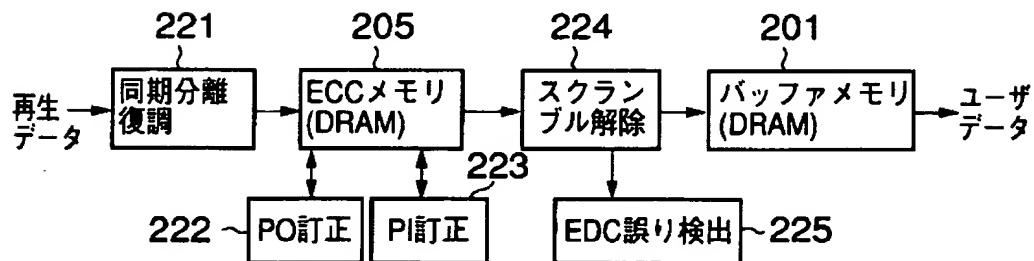 221
205
224
201
再生
データ
同期分離
復調
ECCメモリ
(DRAM)
スクラン
ブル解除
バッファメモリ
(DRAM)
ユーザ
データ
223
222
PO訂正
PI訂正
EDC誤り検出
225